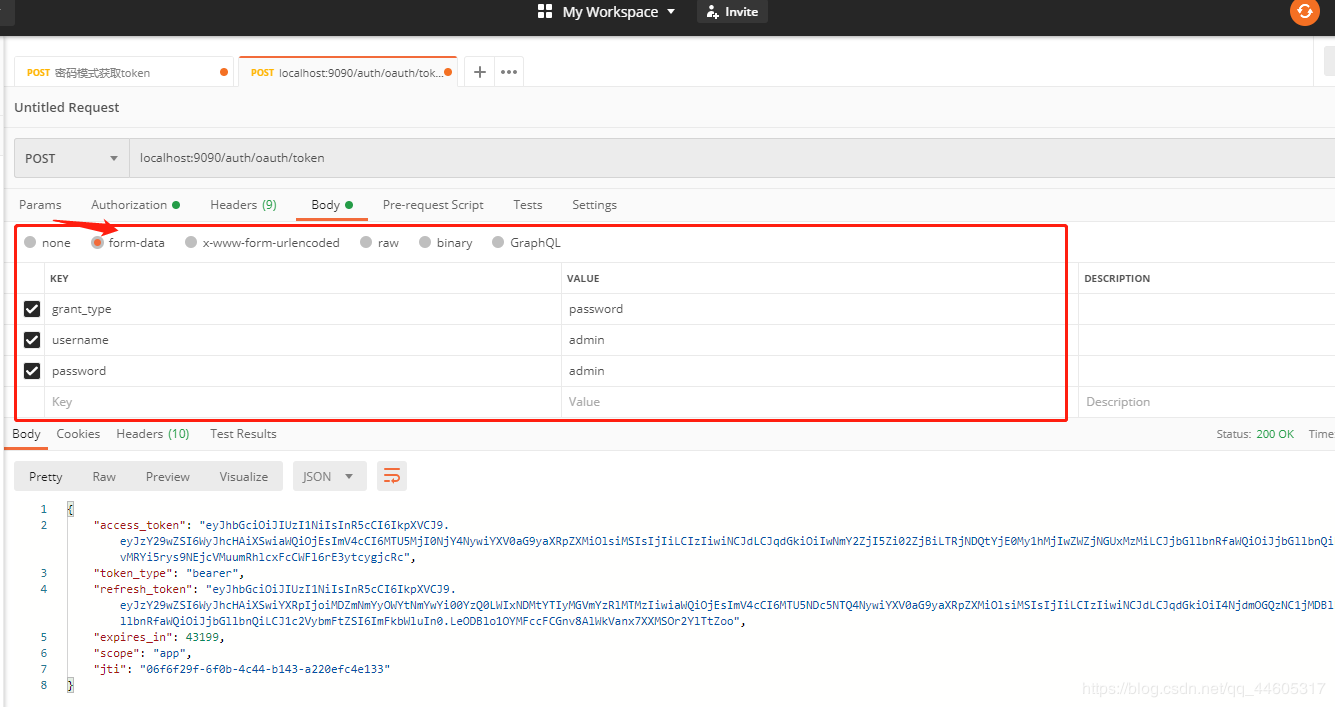 My Workspace
Invite
POST 密码模式获取token
POST localhost:9090/auth/oauth/tok...
Untitled Request
POST localhost:9090/auth/oauth/token
Params Authorization Headers (9) Body Pre-request Script Tests Settings
none form-data x-www-form-urlencoded raw binary GraphQL
KEY VALUE DESCRIPTION
grant_type password
username admin
password admin
Key Value Description
Body Cookies Headers (10) Test Results Status: 200 OK Time:
Pretty Raw Preview Visualize JSON
1 {
2 "access_token": "eyJhbGciOiJIUzI1NiIsInR5cCI6IkpXVCJ9.
3 "token_type": "bearer",
4 "refresh_token": "eyJhbGciOiJIUzI1NiIsInR5cCI6IkpXVCJ9.
5 "expires_in": 43199,
6 "scope": "app",
7 "jti": "06f6f29f-6f0b-4c44-b143-a220efc4e133"
8 }
https://blog.csdn.net/qq_44605317